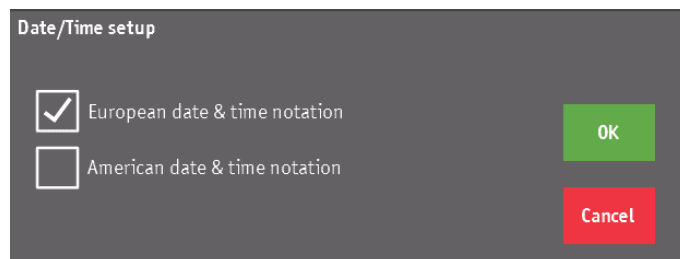 Date/Time setup
European date & time notation
American date & time notation
OK
Cancel